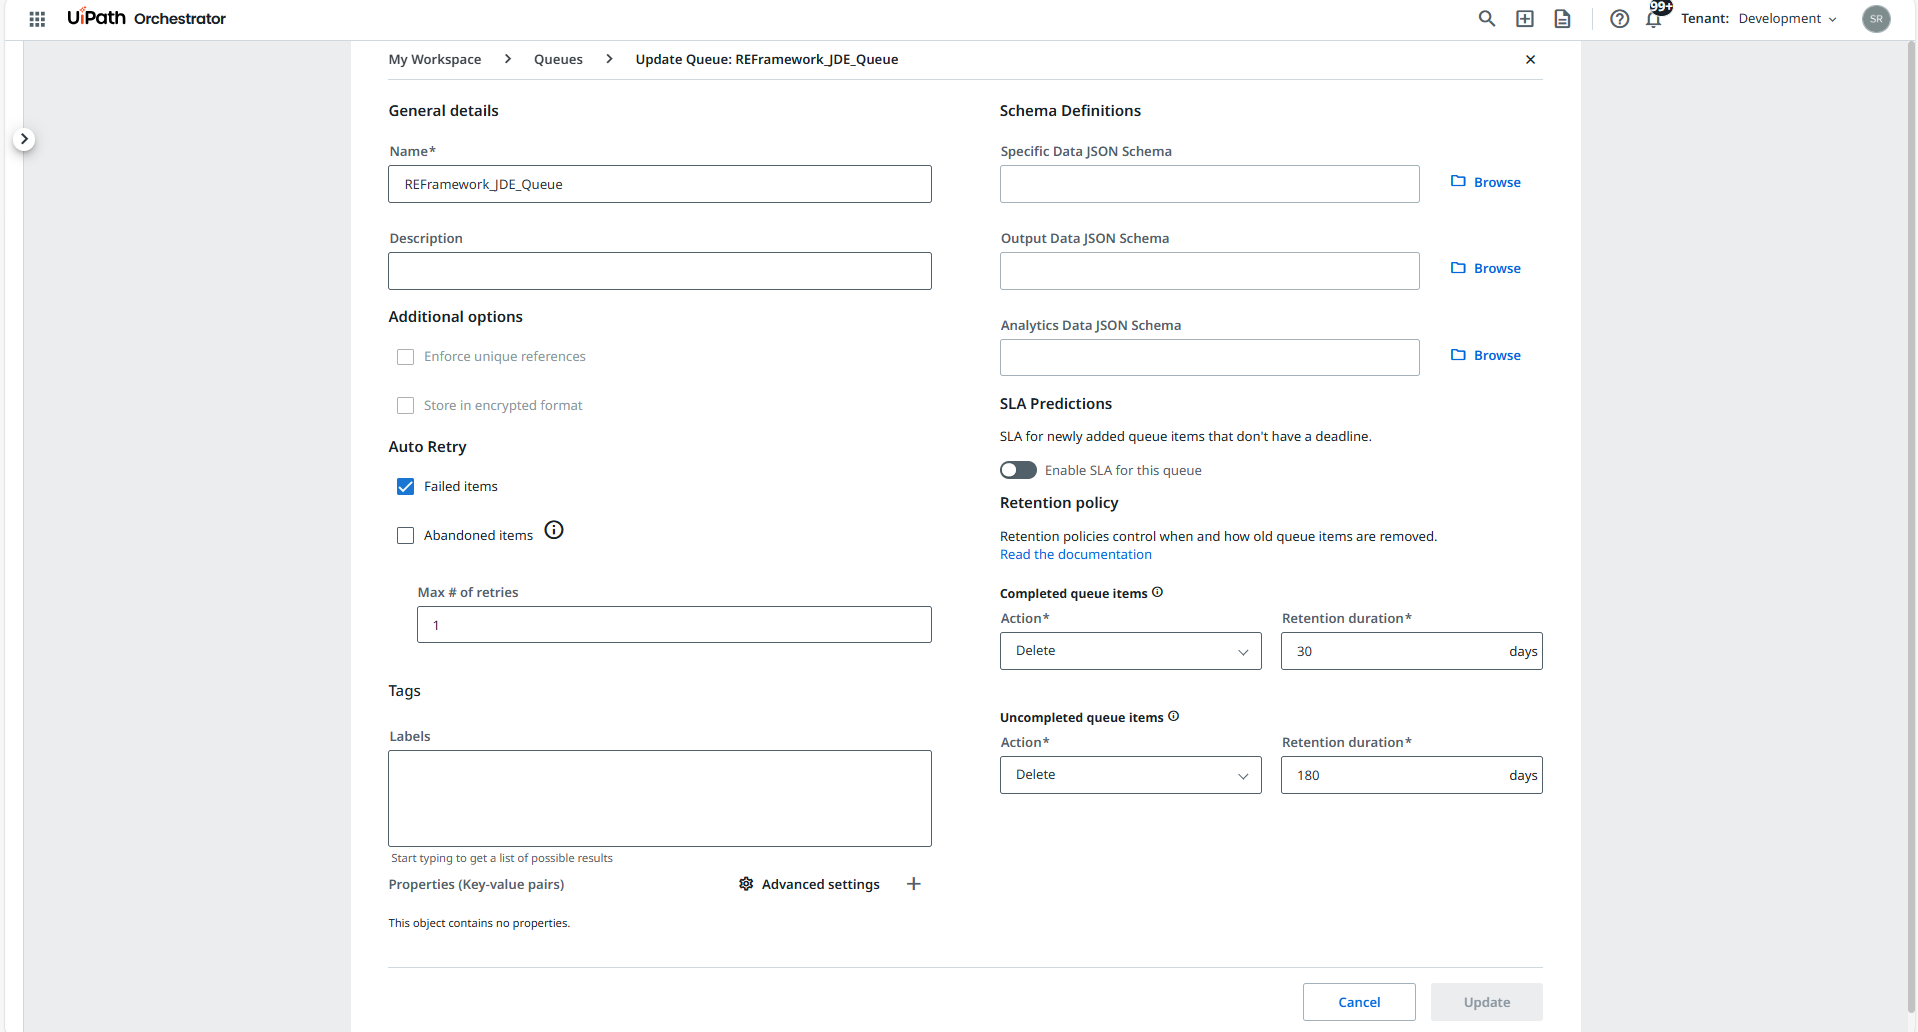 UiPath Orchestrator
99+
Tenant: Development
SR
My Workspace > Queues > Update Queue: REFramework_JDE_Queue
General details
Name*
REFramework_JDE_Queue
Description
Additional options
Enforce unique references
Store in encrypted format
Auto Retry
Failed items
Abandoned items
Max # of retries
1
Tags
Labels
Start typing to get a list of possible results
Properties (Key-value pairs)
Advanced settings
This object contains no properties.
Schema Definitions
Specific Data JSON Schema
Browse
Output Data JSON Schema
Browse
Analytics Data JSON Schema
Browse
SLA Predictions
SLA for newly added queue items that don't have a deadline.
Enable SLA for this queue
Retention policy
Retention policies control when and how old queue items are removed.
Read the documentation
Completed queue items
Action* Retention duration*
Delete 30 days
Uncompleted queue items
Action* Retention duration*
Delete 180 days
Cancel Update